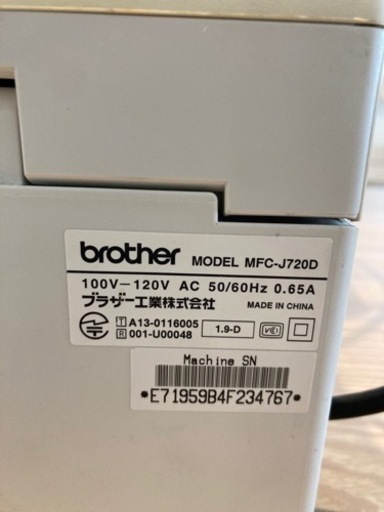 brother MODEL MFC-J720D
100V-120V AC 50/60Hz 0.65A
ブラザー工業株式会社 MADE IN CHINA
T A13-0116005
R 001-U00048
1.9-D
VCI
Machine SN
*E71959B4F234767*